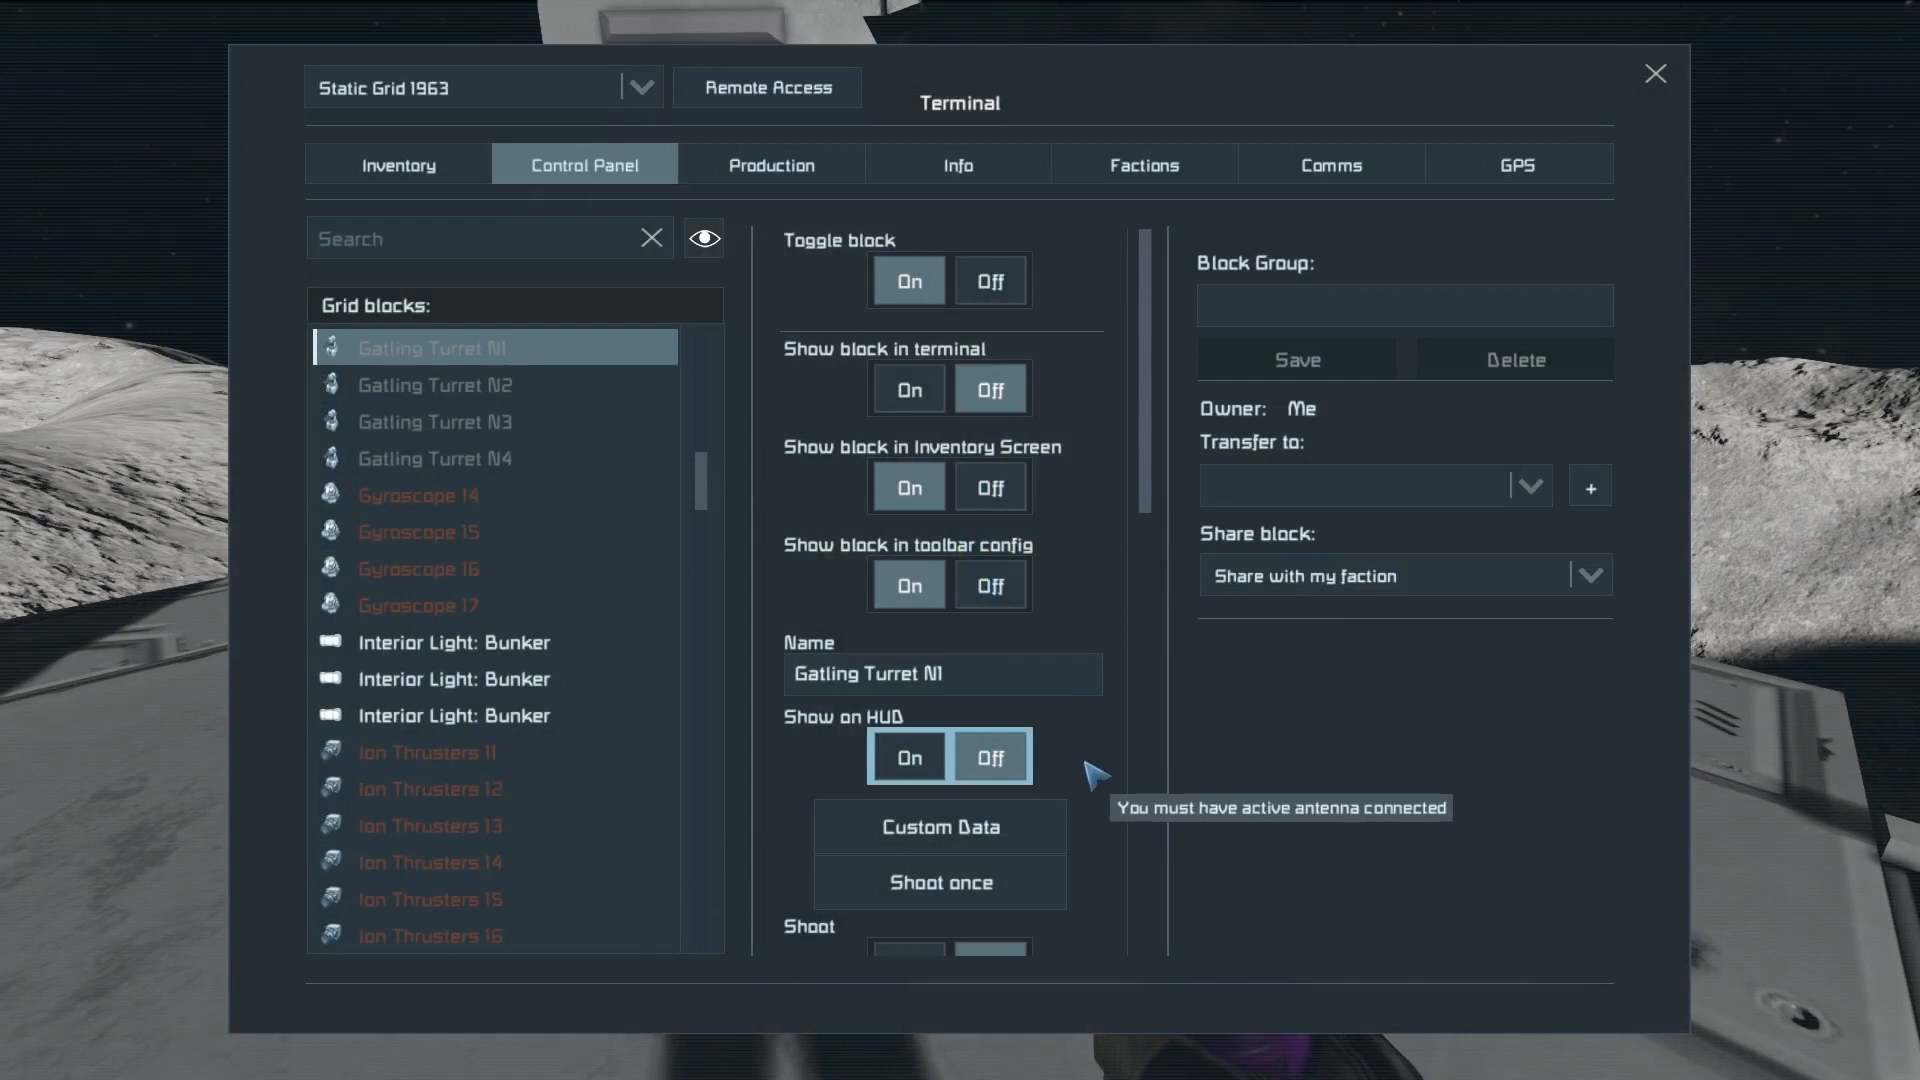 Static Grid 1963
Remote Access
Terminal
Inventory
Control Panel
Production
Info
Factions
Comms
GPS
Search
Grid blocks:
Gatling Turret N1
Gatling Turret N2
Gatling Turret N3
Gatling Turret N4
Gyroscope 14
Gyroscope 15
Gyroscope 16
Gyroscope 17
Interior Light: Bunker
Interior Light: Bunker
Interior Light: Bunker
Ion Thrusters 11
Ion Thrusters 12
Ion Thrusters 13
Ion Thrusters 14
Ion Thrusters 15
Ion Thrusters 16
Toggle block
On Off
Show block in terminal
On Off
Show block in Inventory Screen
On Off
Show block in toolbar config
On Off
Name
Gatling Turret N1
Show on HUD
On Off
You must have active antenna connected
Custom Data
Shoot once
Shoot
Block Group:
Save
Delete
Owner: Me
Transfer to:
+
Share block:
Share with my faction